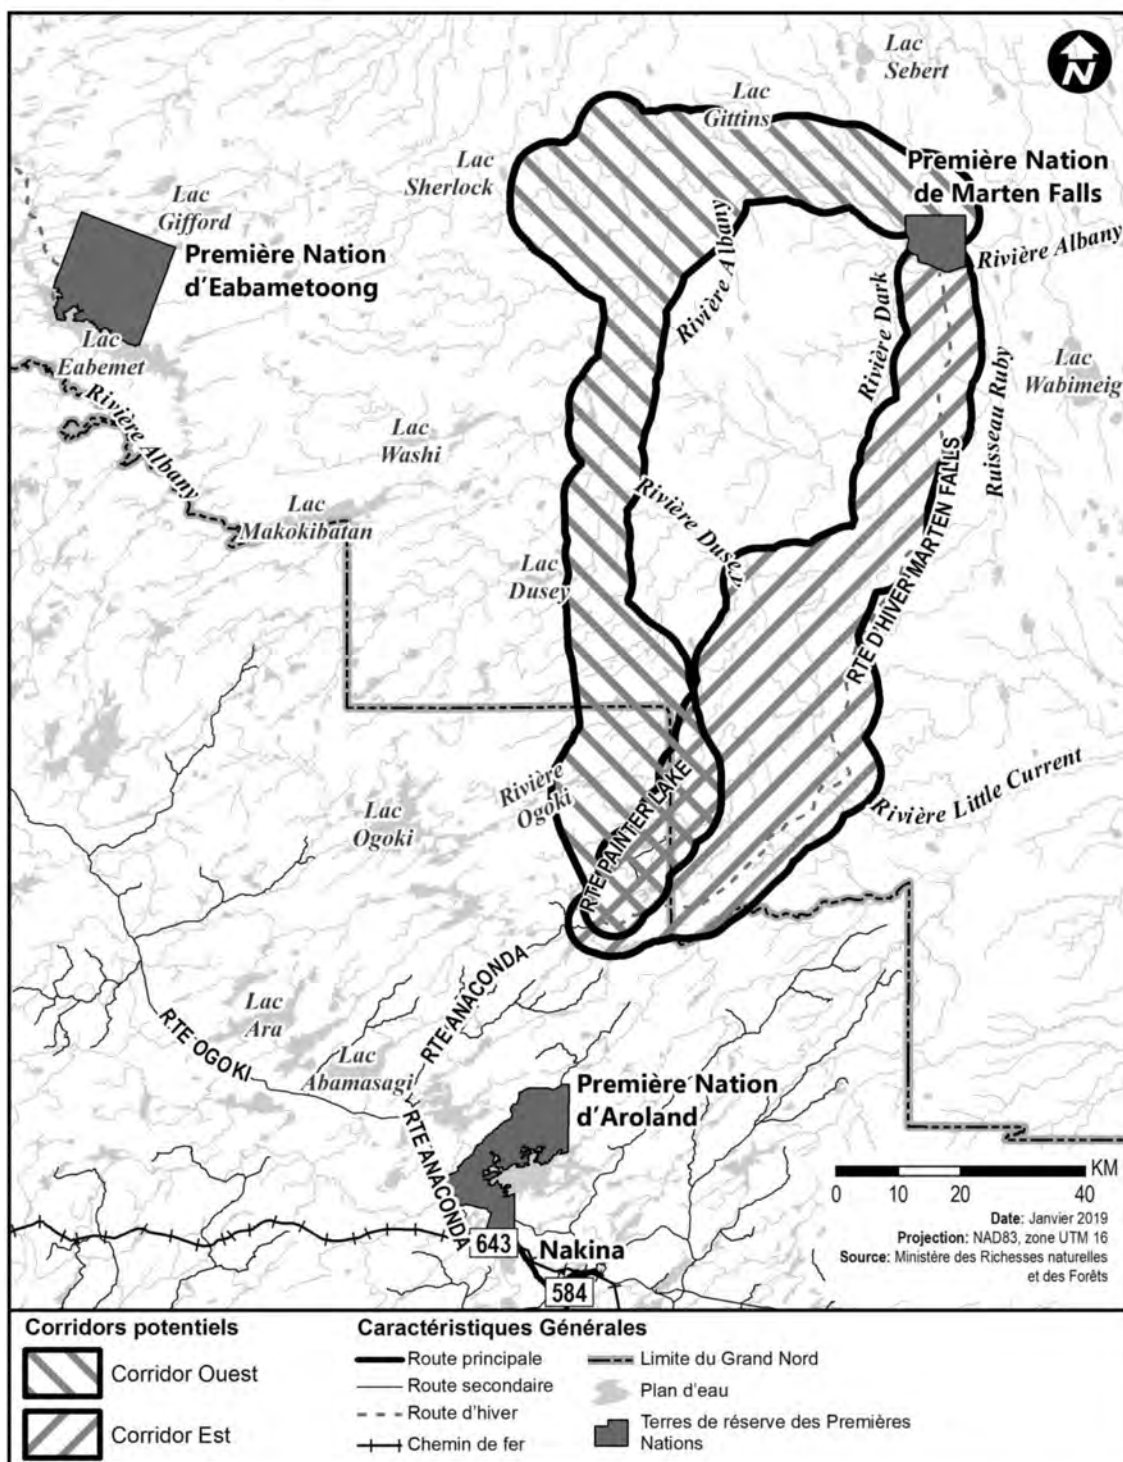 Lac
Sebert
N
Lac
Gittins
Lac
Sherlock
Première Nation
de Marten Falls
Lac
Gifford
Première Nation
d'Eabametoong
Rivière Albany
Rivière Albany
Rivière Dark
Lac
Eabemet
Rivière Albany
Lac
Wabimeig
Ruisseau Ruby
Lac
Washi
Lac
Makokibatan
Rivière Dusey
RTE D'HIVER MARTEN FALLS
Lac
Dusey
Rivière
Ogoki
RTE PAINTER LAKE
Rivière Little Current
Lac
Ogoki
RTE ANACONDA
Lac
Ara
RTE OGOKI
Lac
Abamasagi
Première Nation
d'Aroland
RTE ANACONDA
643
Nakina
584
KM
0 10 20 40
Date: Janvier 2019
Projection: NAD83, zone UTM 16
Source: Ministère des Richesses naturelles
et des Forêts
Corridors potentiels
Corridor Ouest
Corridor Est
Caractéristiques Générales
Route principale
Route secondaire
Route d'hiver
Chemin de fer
Limite du Grand Nord
Plan d'eau
Terres de réserve des Premières
Nations